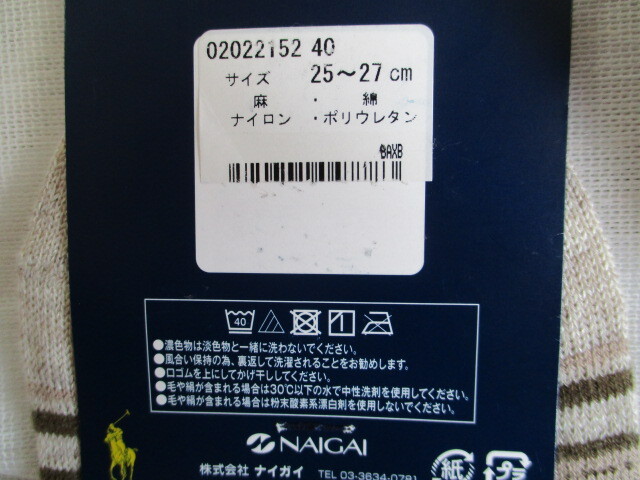 02022152 40
サイズ 25～27cm
麻 ・ 綿
ナイロン ・ポリウレタン
BAXB
40
●濃色物は淡色物と一緒に洗わないでください。
●風合い保持の為、裏返して洗濯されることをお勧めします。
●口ゴムを上にしてかげ干ししてください。
●毛や絹が含まれる場合は30℃以下の水で中性洗剤を使用してください。
●毛や絹が含まれる場合は粉末酸素系漂白剤を使用しないでください。
NAIGAI
株式会社 ナイガイ TEL 03-3634-0781
紙 プラ